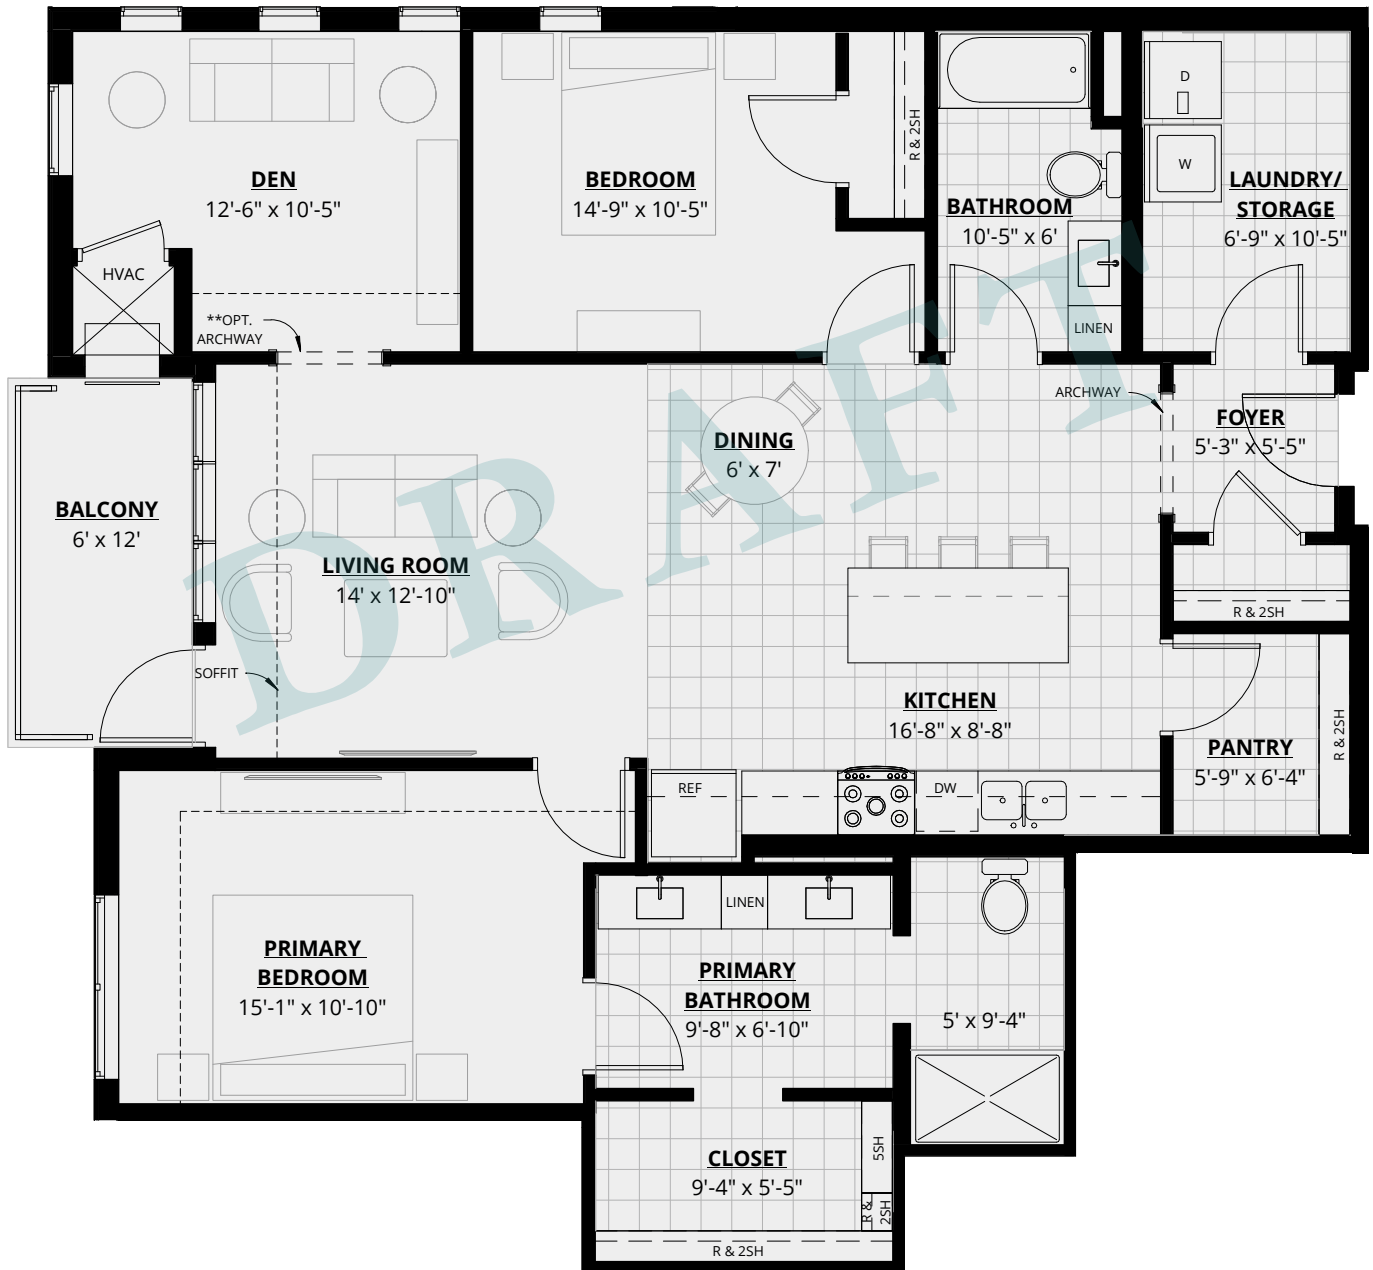 D
W
R & 2SH
DEN
12'-6" x 10'-5"
BEDROOM
14'-9" x 10'-5"
BATHROOM
10'-5" x 6'
LAUNDRY/
STORAGE
6'-9" x 10'-5"
HVAC
**OPT.
ARCHWAY
LINEN
ARCHWAY
FOYER
5'-3" x 5'-5"
DINING
6' x 7'
BALCONY
6' x 12'
LIVING ROOM
14' x 12'-10"
DRAFT
R & 2SH
SOFFIT
KITCHEN
16'-8" x 8'-8"
PANTRY
5'-9" x 6'-4"
R & 2SH
REF
DW
LINEN
PRIMARY
BEDROOM
15'-1" x 10'-10"
PRIMARY
BATHROOM
9'-8" x 6'-10"
5' x 9'-4"
CLOSET
9'-4" x 5'-5"
5SH
R &
2SH
R & 2SH